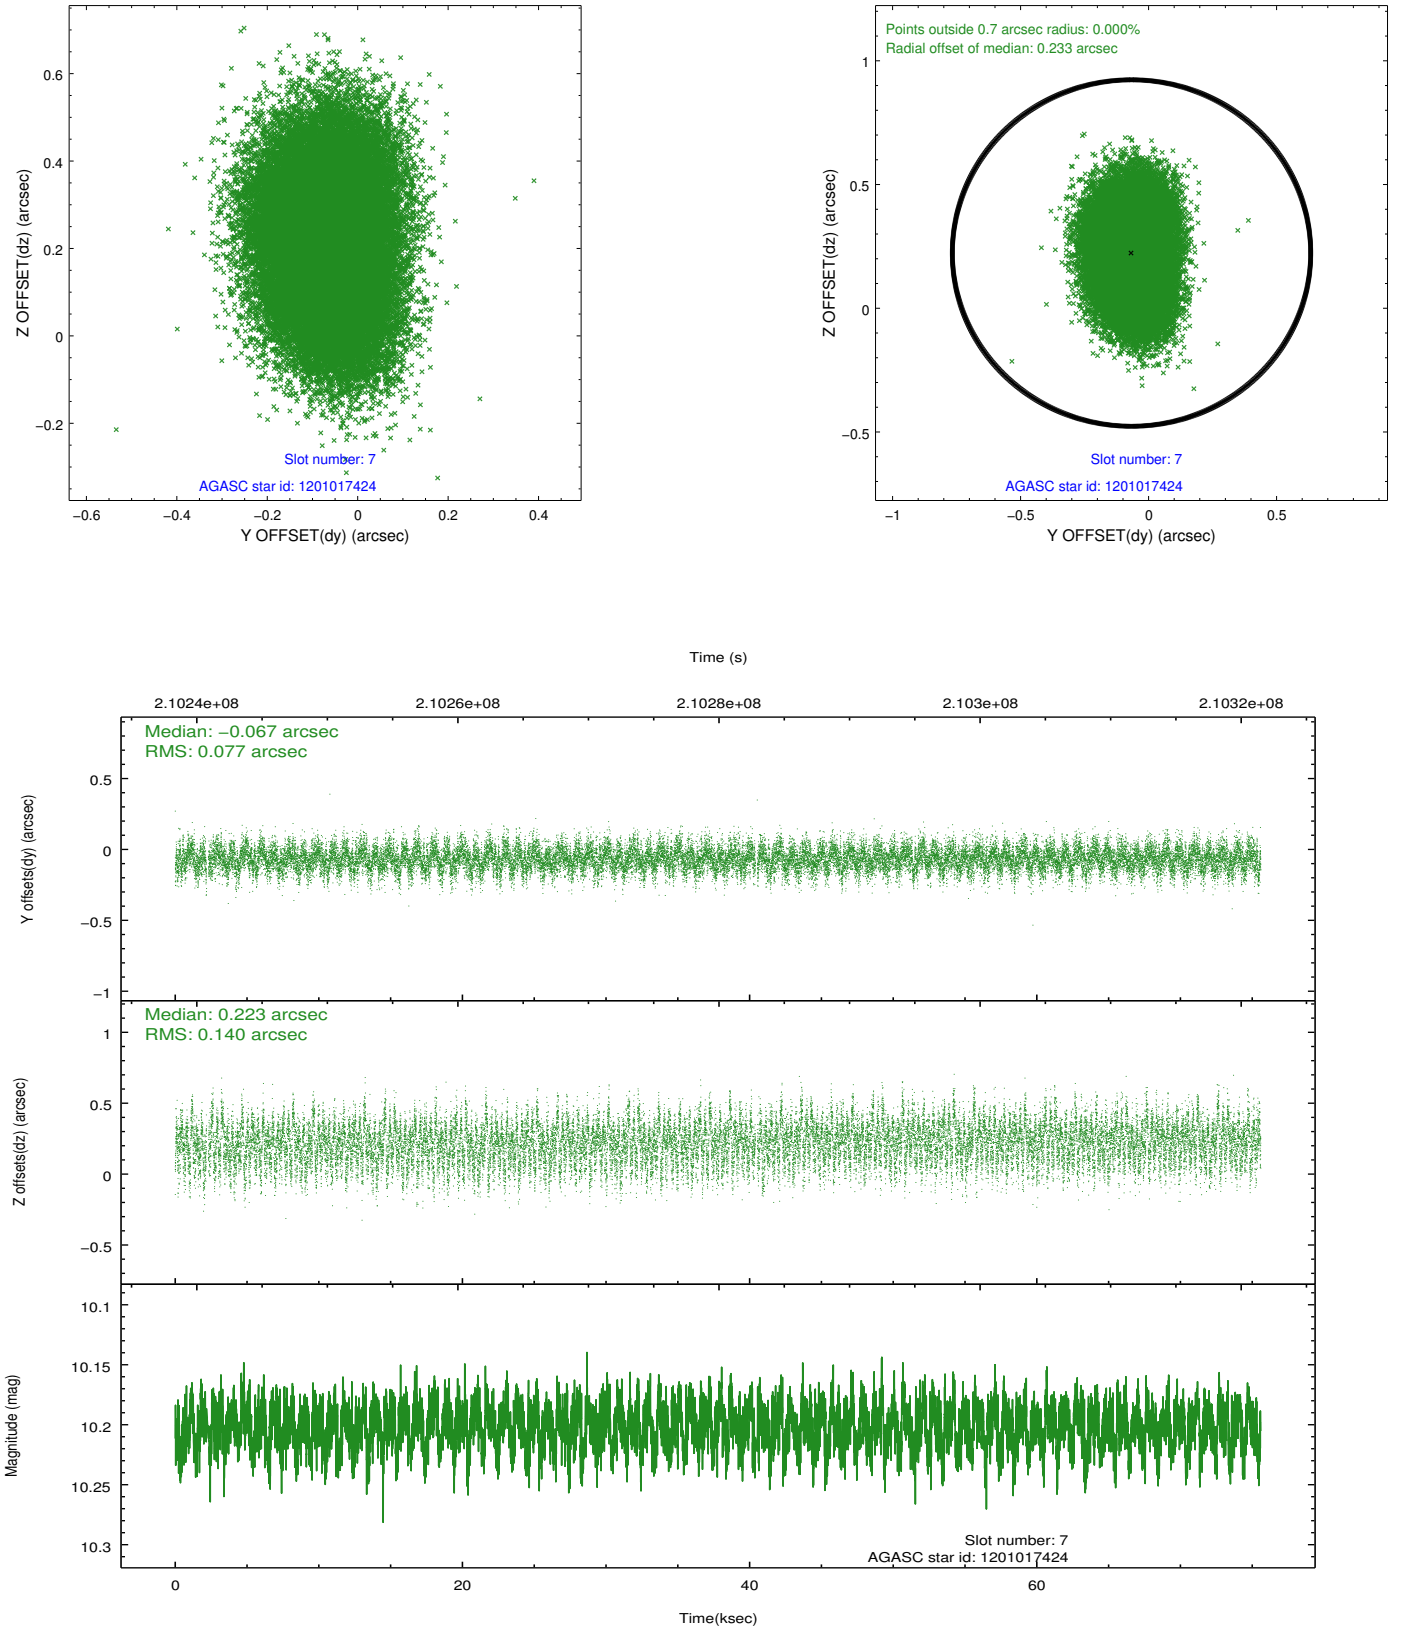 0.6
0.4
0.2
0
−0.2
Z OFFSET(dz) (arcsec)
Slot number: 7
AGASC star id: 1201017424
−0.6 −0.4 −0.2 0 0.2 0.4
Y OFFSET(dy) (arcsec)
Points outside 0.7 arcsec radius: 0.000%
Radial offset of median: 0.233 arcsec
1
0.5
0
−0.5
Z OFFSET(dz) (arcsec)
Slot number: 7
AGASC star id: 1201017424
−1 −0.5 0 0.5
Y OFFSET(dy) (arcsec)
Time (s)
2.1024e+08 2.1026e+08 2.1028e+08 2.103e+08 2.1032e+08
Median: −0.067 arcsec
RMS: 0.077 arcsec
0.5
0
−0.5
−1
Y offsets(dy) (arcsec)
Median: 0.223 arcsec
RMS: 0.140 arcsec
1
0.5
0
−0.5
Z offsets(dz) (arcsec)
10.1
10.15
10.2
10.25
10.3
Magnitude (mag)
Slot number: 7
AGASC star id: 1201017424
0 20 40 60
Time(ksec)